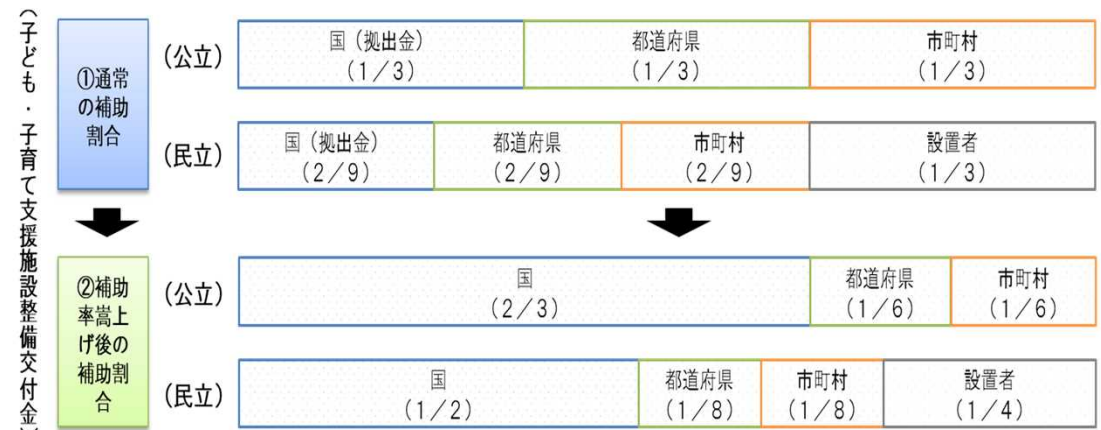 （子ども・子育て支援施設整備交付金）
①通常
の補助
割合
（公立）
国（拠出金）
（1／3）
都道府県
（1／3）
市町村
（1／3）
（民立）
国（拠出金）
（2／9）
都道府県
（2／9）
市町村
（2／9）
設置者
（1／3）
②補助
率嵩上
げ後の
補助割
合
（公立）
国
（2／3）
都道府県
（1／6）
市町村
（1／6）
（民立）
国
（1／2）
都道府県
（1／8）
市町村
（1／8）
設置者
（1／4）